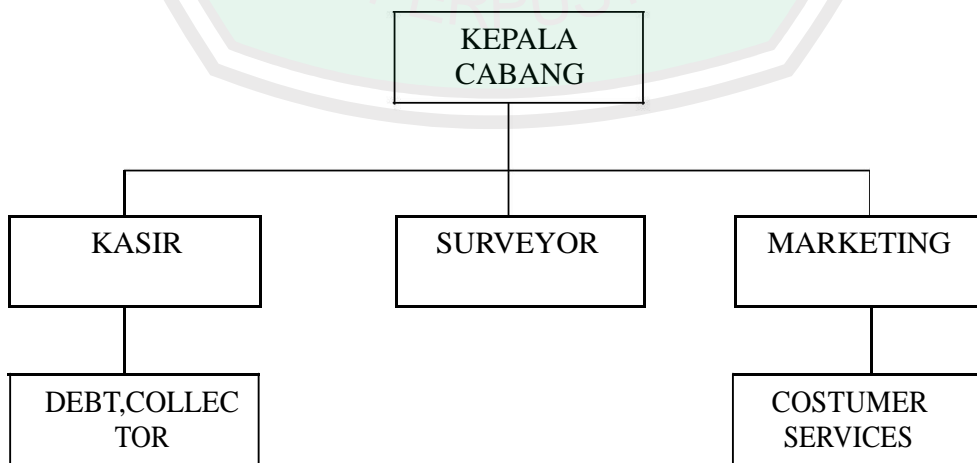 KEPALA
CABANG
KASIR
SURVEYOR
MARKETING
DEBT,COLLEC
TOR
COSTUMER
SERVICES